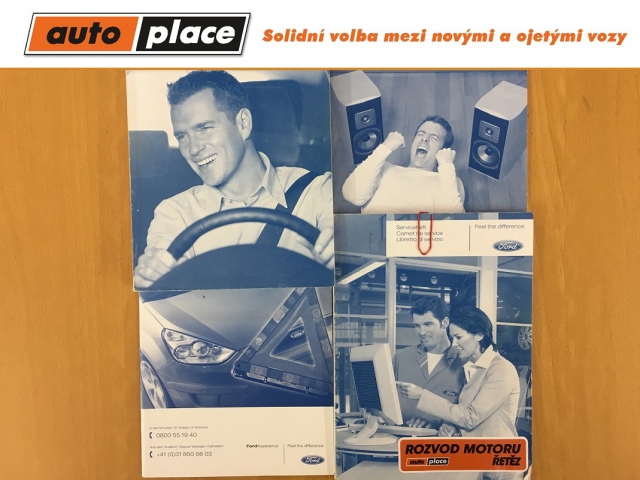 auto place
Solidní volba mezi novými a ojetými vozy
Serviceheft
Carnet de service
Libretto di servizio
Feel the difference
Ford
Ford
0800 55 19 40
+41 (0)31 850 58 03
FordAssistance
Feel the difference
Ford
ROZVOD MOTORU
auto place ŘETĚZ